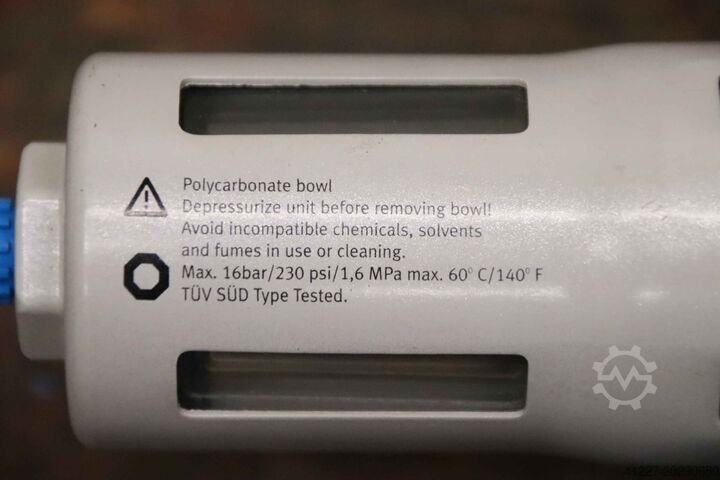 Polycarbonate bowl
Depressurize unit before removing bowl!
Avoid incompatible chemicals, solvents
and fumes in use or cleaning.
Max. 16bar/230 psi/1,6 MPa max. 60° C/140° F
TÜV SÜD Type Tested.